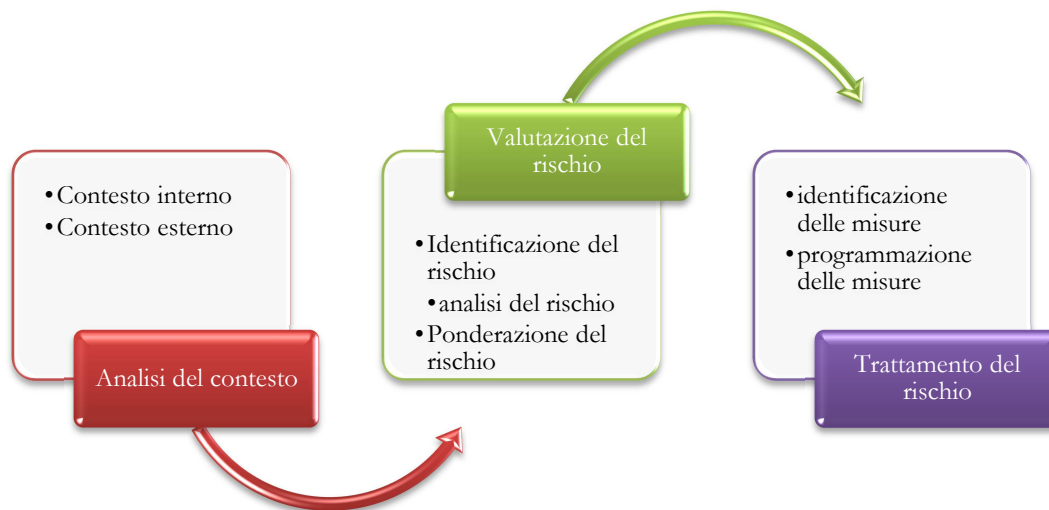 •Contesto interno
•Contesto esterno
Analisi del contesto
Valutazione del
rischio
•Identificazione del
rischio
•analisi del rischio
•Ponderazione del
rischio
•identificazione
delle misure
•programmazione
delle misure
Trattamento del
rischio